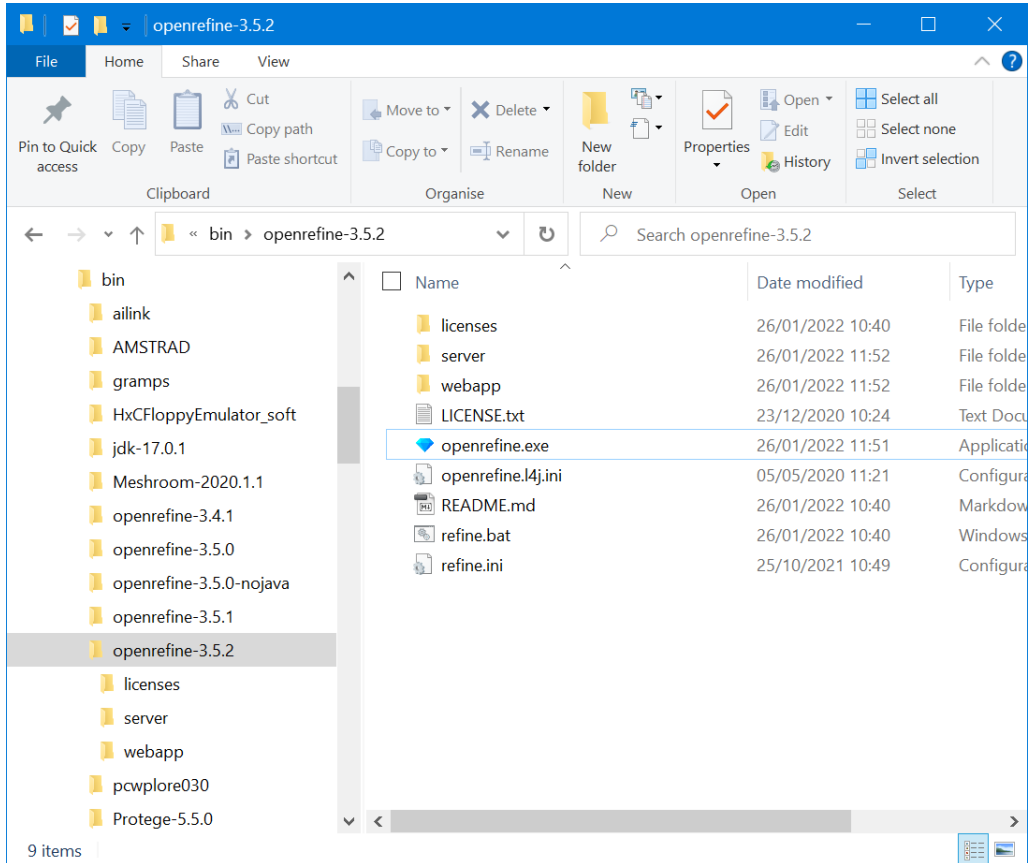 openrefine-3.5.2
File Home Share View
Pin to Quick access
Copy
Paste
Cut
Copy path
Paste shortcut
Clipboard
Move to
Copy to
Delete
Rename
Organise
New folder
New
Properties
Open
Edit
History
Open
Select all
Select none
Invert selection
Select
« bin > openrefine-3.5.2
Search openrefine-3.5.2
bin
ailink
AMSTRAD
gramps
HxCFloppyEmulator_soft
jdk-17.0.1
Meshroom-2020.1.1
openrefine-3.4.1
openrefine-3.5.0
openrefine-3.5.0-nojava
openrefine-3.5.1
openrefine-3.5.2
licenses
server
webapp
pcwplore030
Protege-5.5.0
Name Date modified Type
licenses 26/01/2022 10:40 File folde
server 26/01/2022 11:52 File folde
webapp 26/01/2022 11:52 File folde
LICENSE.txt 23/12/2020 10:24 Text Docu
openrefine.exe 26/01/2022 11:51 Applicatio
openrefine.l4j.ini 05/05/2020 11:21 Configura
README.md 26/01/2022 10:40 Markdow
refine.bat 26/01/2022 10:40 Windows
refine.ini 25/10/2021 10:49 Configura
9 items